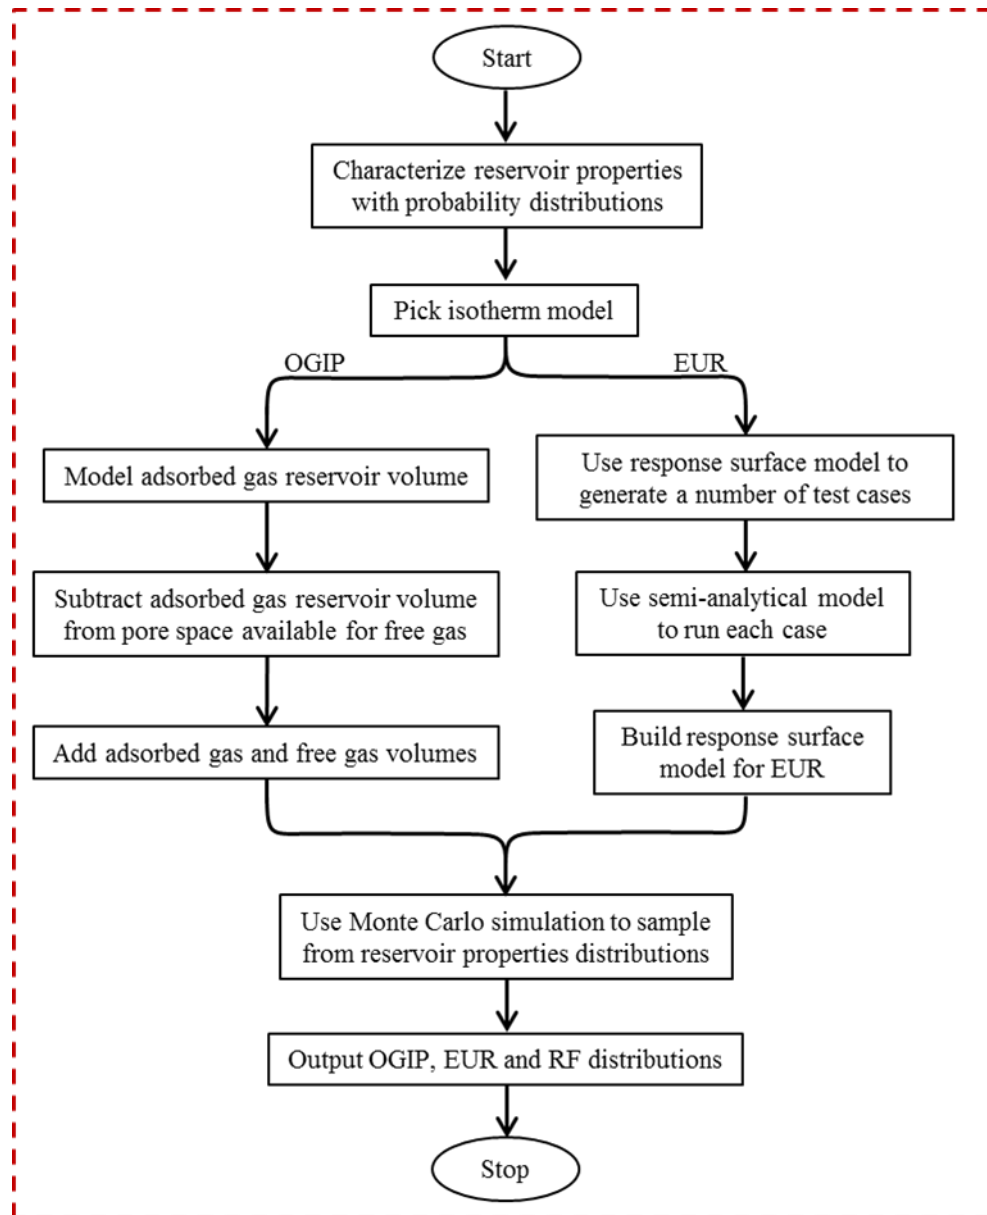 Start
Characterize reservoir properties
with probability distributions
Pick isotherm model
OGIP
EUR
Model adsorbed gas reservoir volume
Subtract adsorbed gas reservoir volume
from pore space available for free gas
Add adsorbed gas and free gas volumes
Use response surface model to
generate a number of test cases
Use semi-analytical model
to run each case
Build response surface
model for EUR
Use Monte Carlo simulation to sample
from reservoir properties distributions
Output OGIP, EUR and RF distributions
Stop